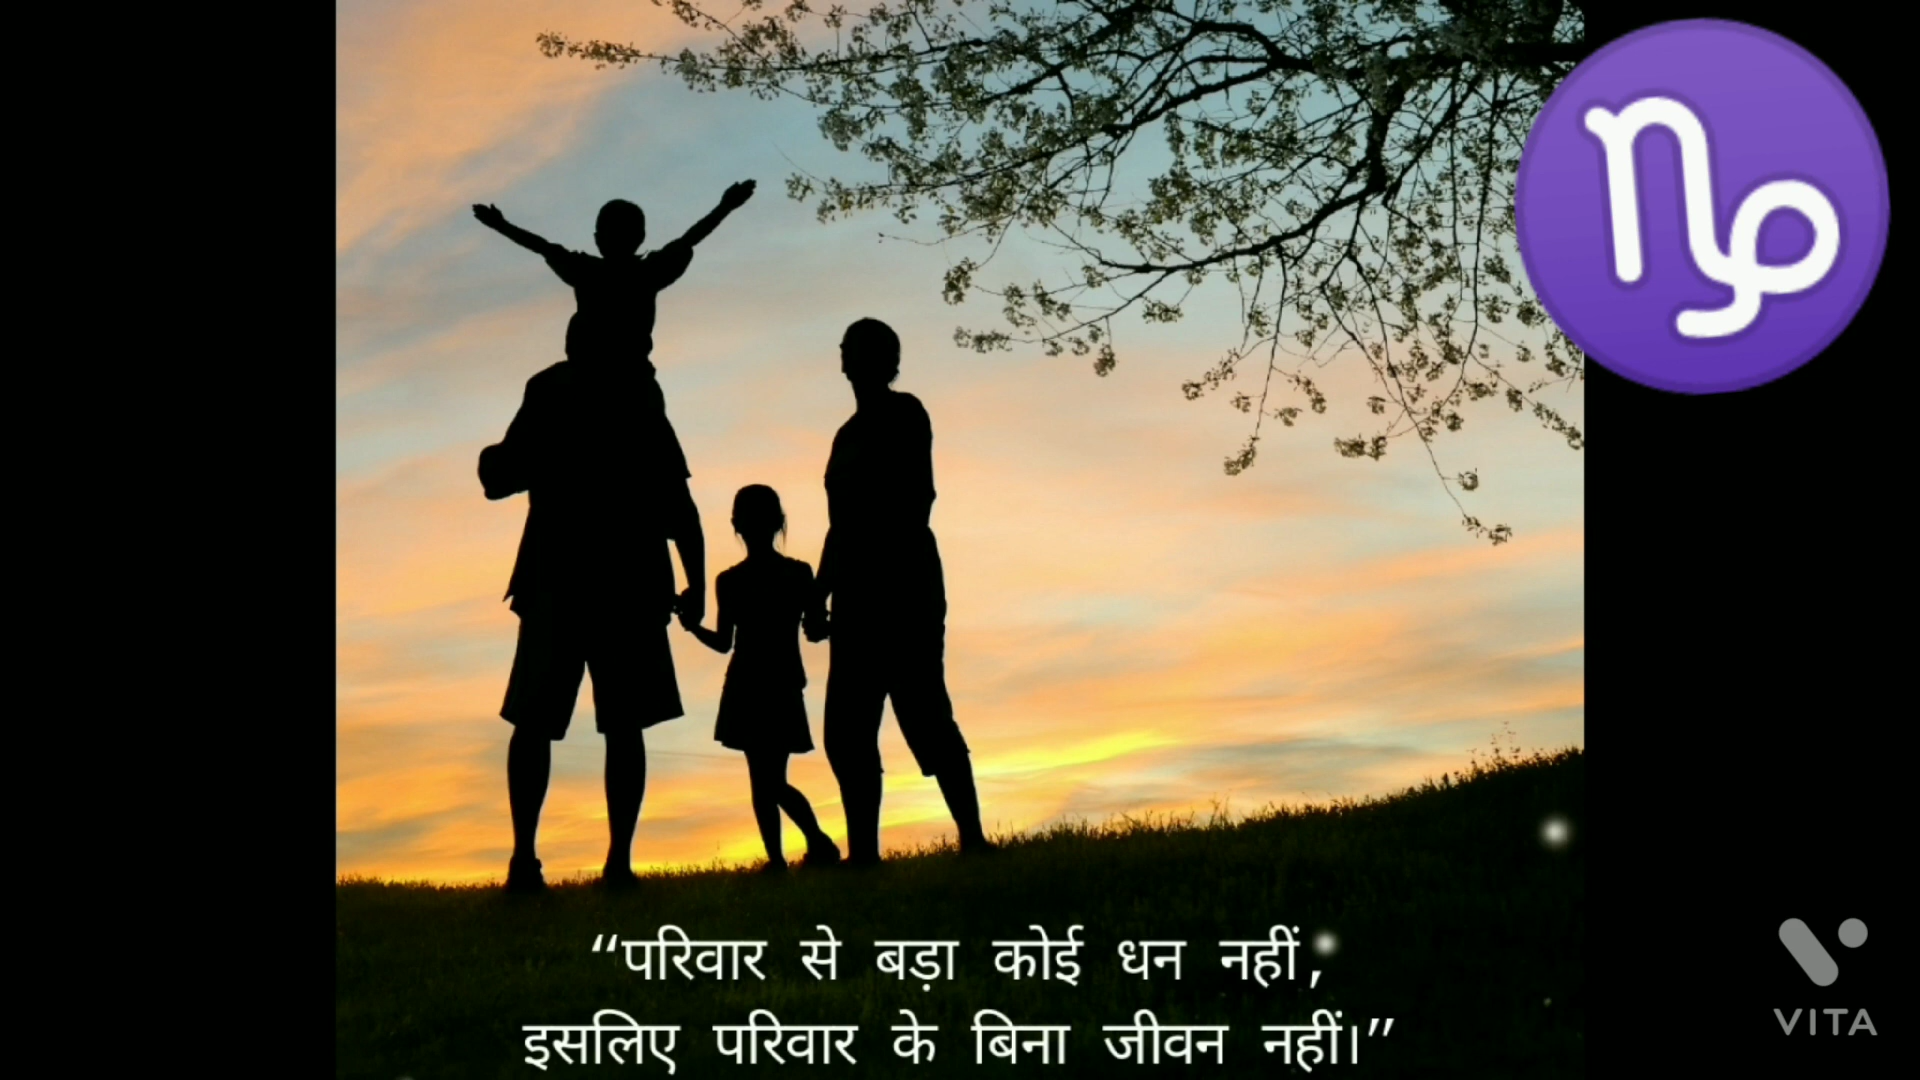 “परिवार से बड़ा कोई धन नहीं,
इसलिए परिवार के बिना जीवन नहीं।”
VITA